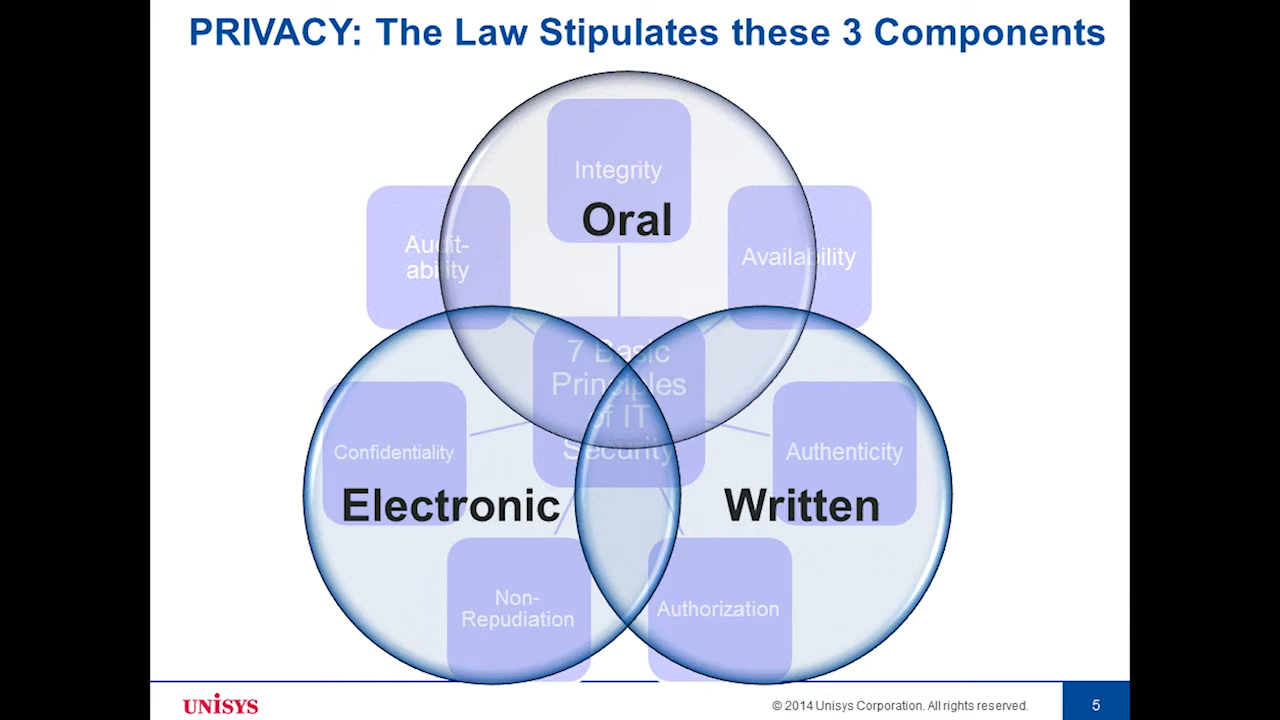 PRIVACY: The Law Stipulates these 3 Components
Integrity
Oral
Audit-
ability
Availability
7 Basic
Principles
of IT
Security
Confidentiality
Authenticity
Electronic
Written
Non-
Repudiation
Authorization
UNISYS
© 2014 Unisys Corporation. All rights reserved.
5